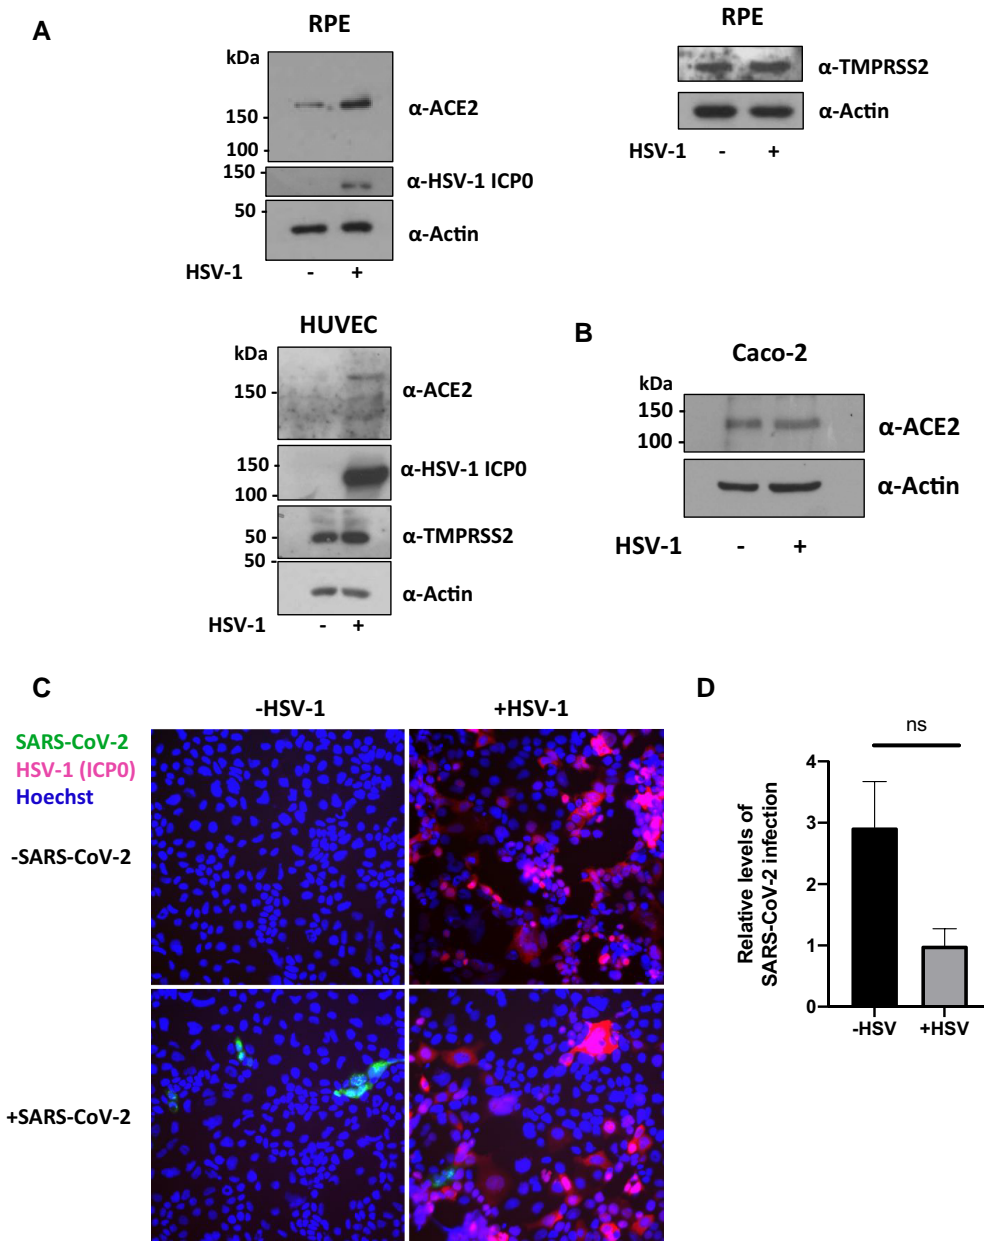 A
RPE
kDa
150
100
α-ACE2
150
α-HSV-1 ICP0
50
α-Actin
HSV-1 - +
RPE
α-TMPRSS2
α-Actin
HSV-1 - +
HUVEC
kDa
150
α-ACE2
150
100
α-HSV-1 ICP0
50
α-TMPRSS2
50
α-Actin
HSV-1 - +
B
Caco-2
kDa
150
100
α-ACE2
α-Actin
HSV-1 - +
C
-HSV-1 +HSV-1
SARS-CoV-2
HSV-1 (ICP0)
Hoechst
-SARS-CoV-2
+SARS-CoV-2
D
ns
Relative levels of
SARS-CoV-2 infection
4
3
2
1
0
-HSV +HSV